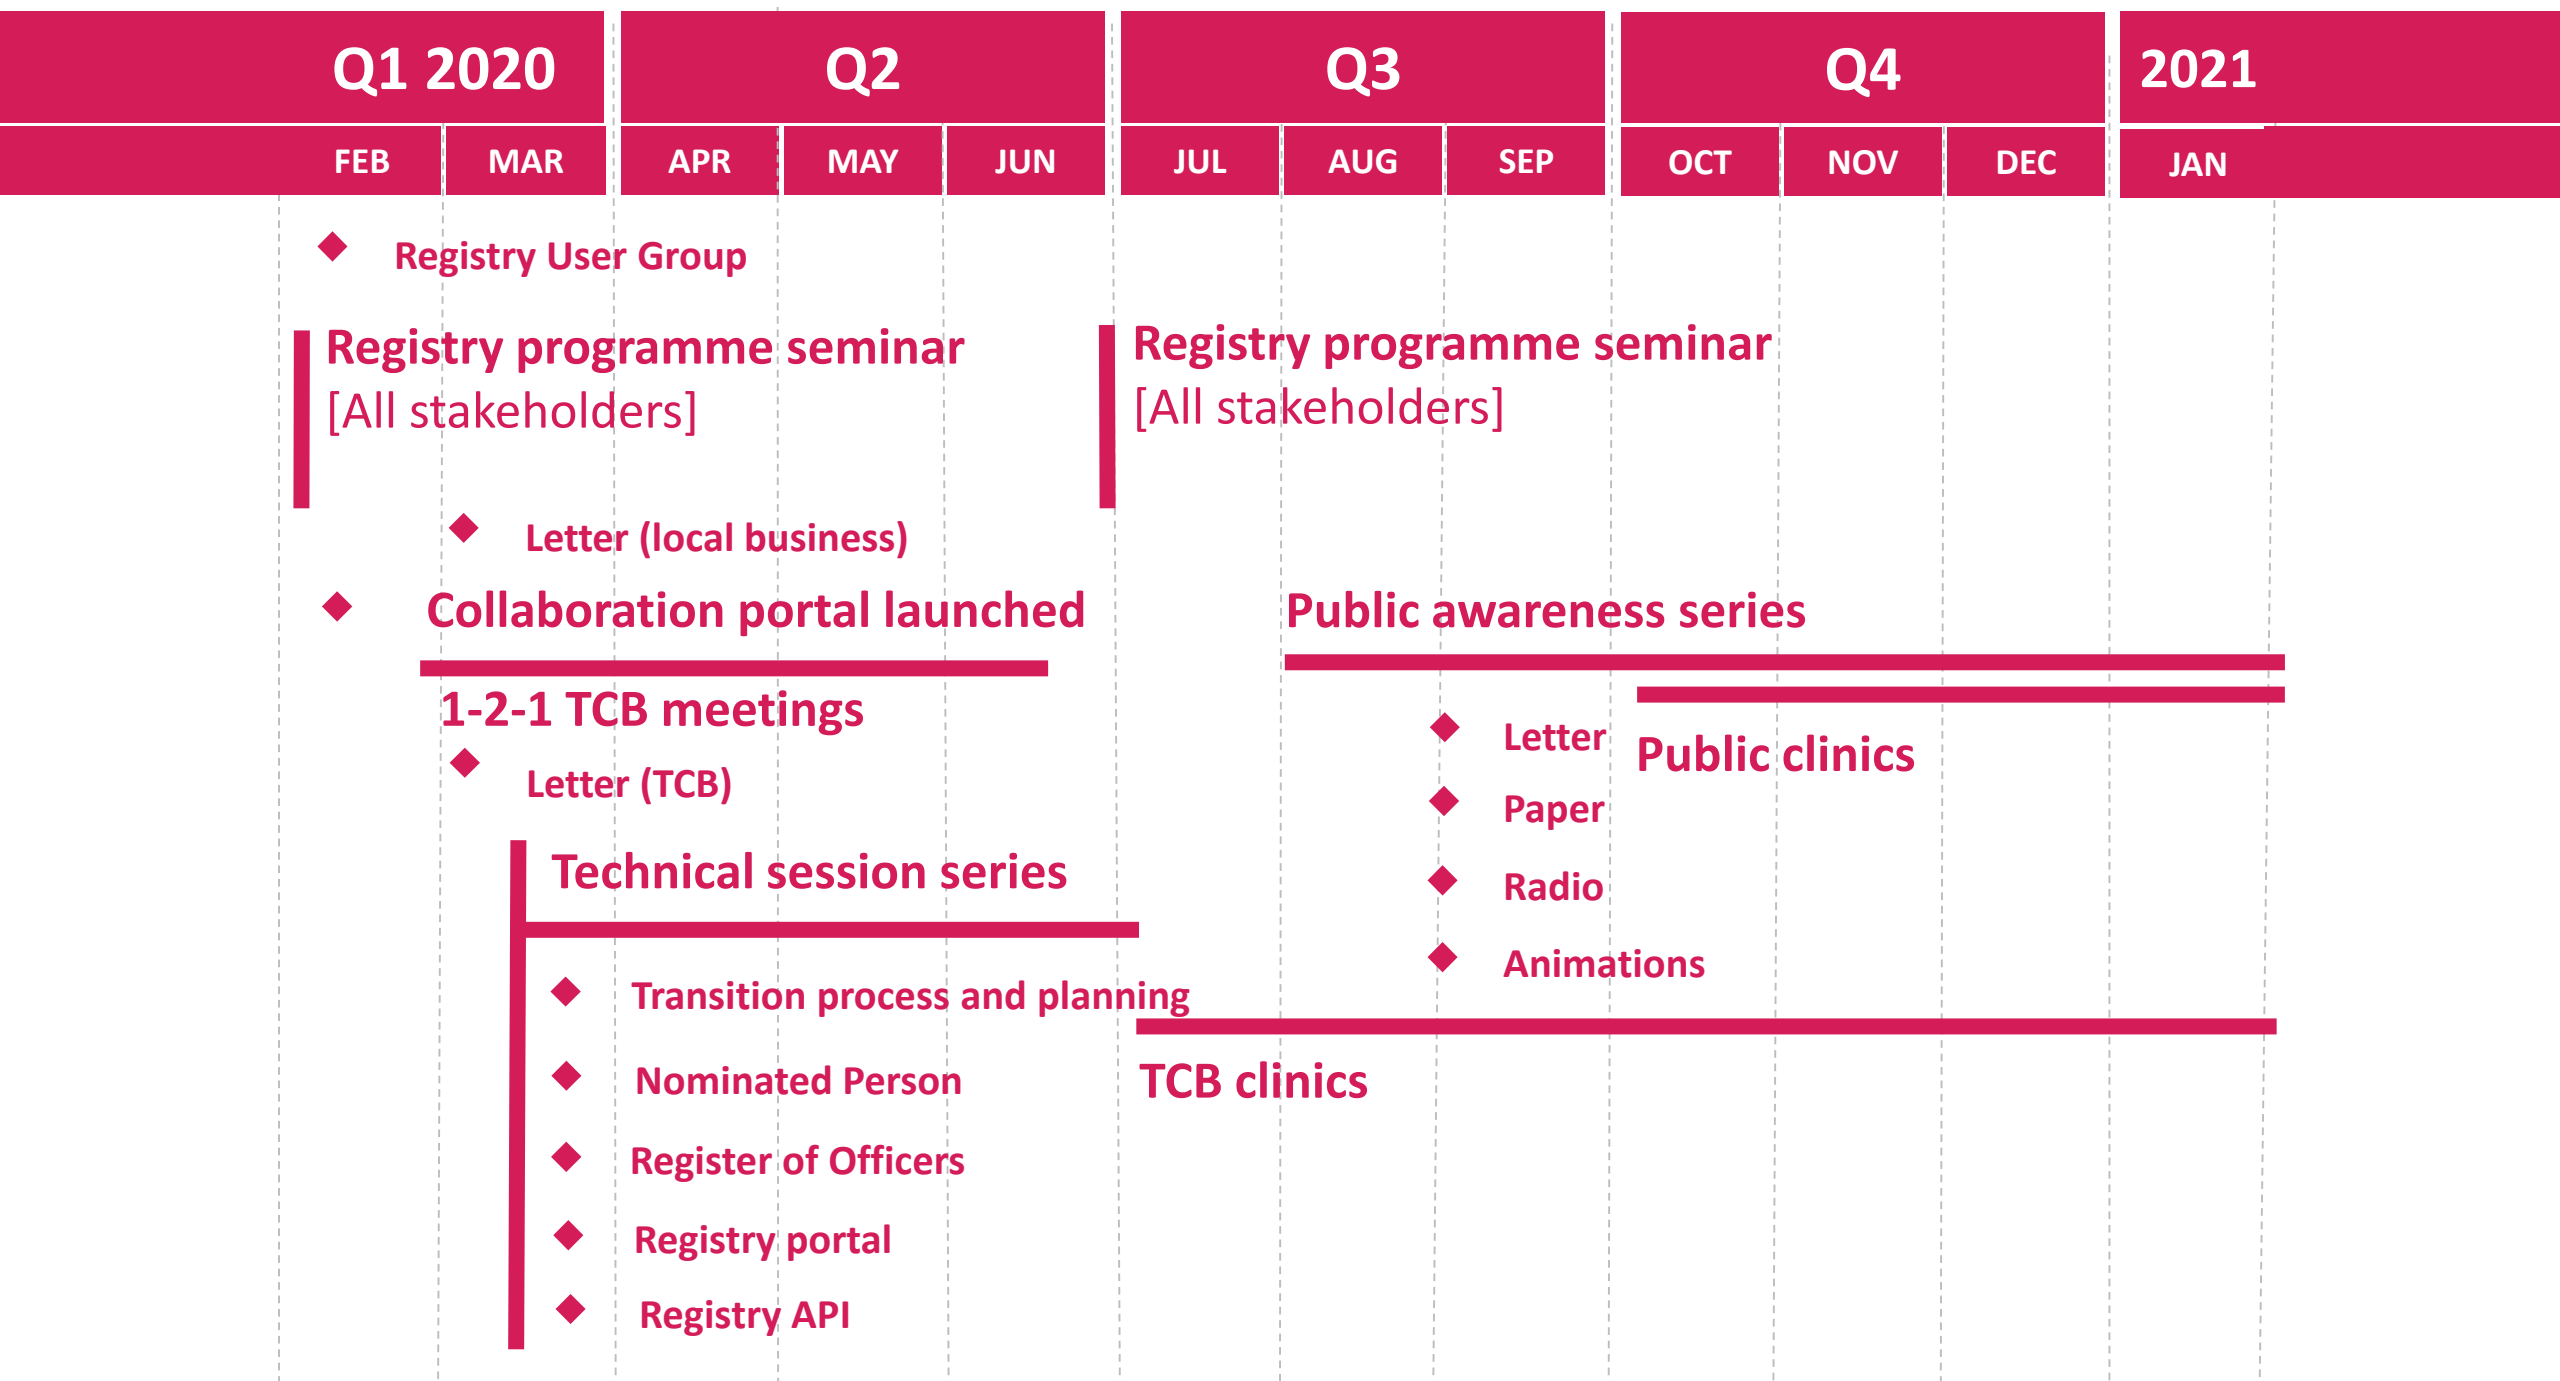 Q1 2020
Q2
Q3
Q4
2021
FEB
MAR
APR
MAY
JUN
JUL
AUG
SEP
OCT
NOV
DEC
JAN
Registry User Group
Registry programme seminar
[All stakeholders]
Registry programme seminar
[All stakeholders]
Letter (local business)
Collaboration portal launched
1-2-1 TCB meetings
Letter (TCB)
Technical session series
Transition process and planning
Nominated Person
Register of Officers
Registry portal
Registry API
Public awareness series
Letter
Paper
Radio
Animations
Public clinics
TCB clinics